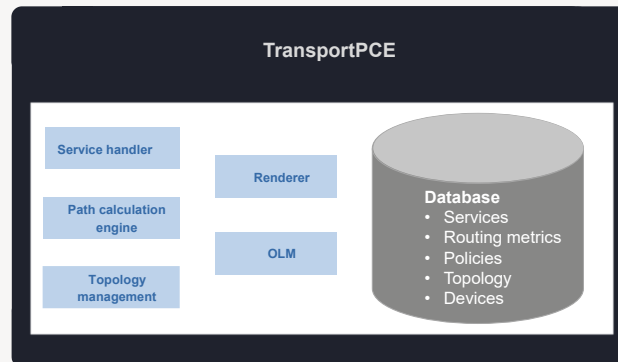 TransportPCE
Service handler
Path calculation
engine
Topology
management
Renderer
OLM
Database
• Services
• Routing metrics
• Policies
• Topology
• Devices